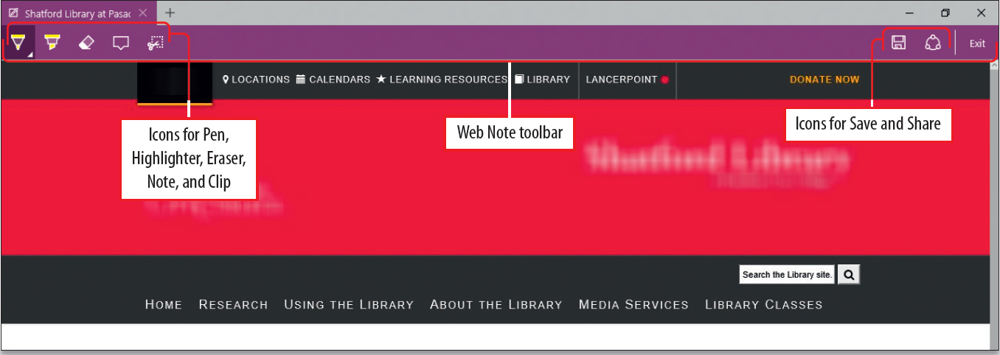 Shatford Library at Pasac
Exit
LOCATIONS CALENDARS LEARNING RESOURCES LIBRARY LANCERPOINT DONATE NOW
Icons for Pen,
Highlighter, Eraser,
Note, and Clip
Web Note toolbar
Icons for Save and Share
Shatford Library
Search the Library site.
HOME RESEARCH USING THE LIBRARY ABOUT THE LIBRARY MEDIA SERVICES LIBRARY CLASSES